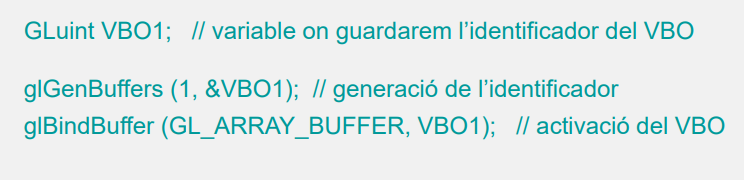 GLuint VBO1;   // variable on guardarem l’identificador del VBO
glGenBuffers (1, &VBO1);  // generació de l’identificador
glBindBuffer (GL_ARRAY_BUFFER, VBO1);   // activació del VBO